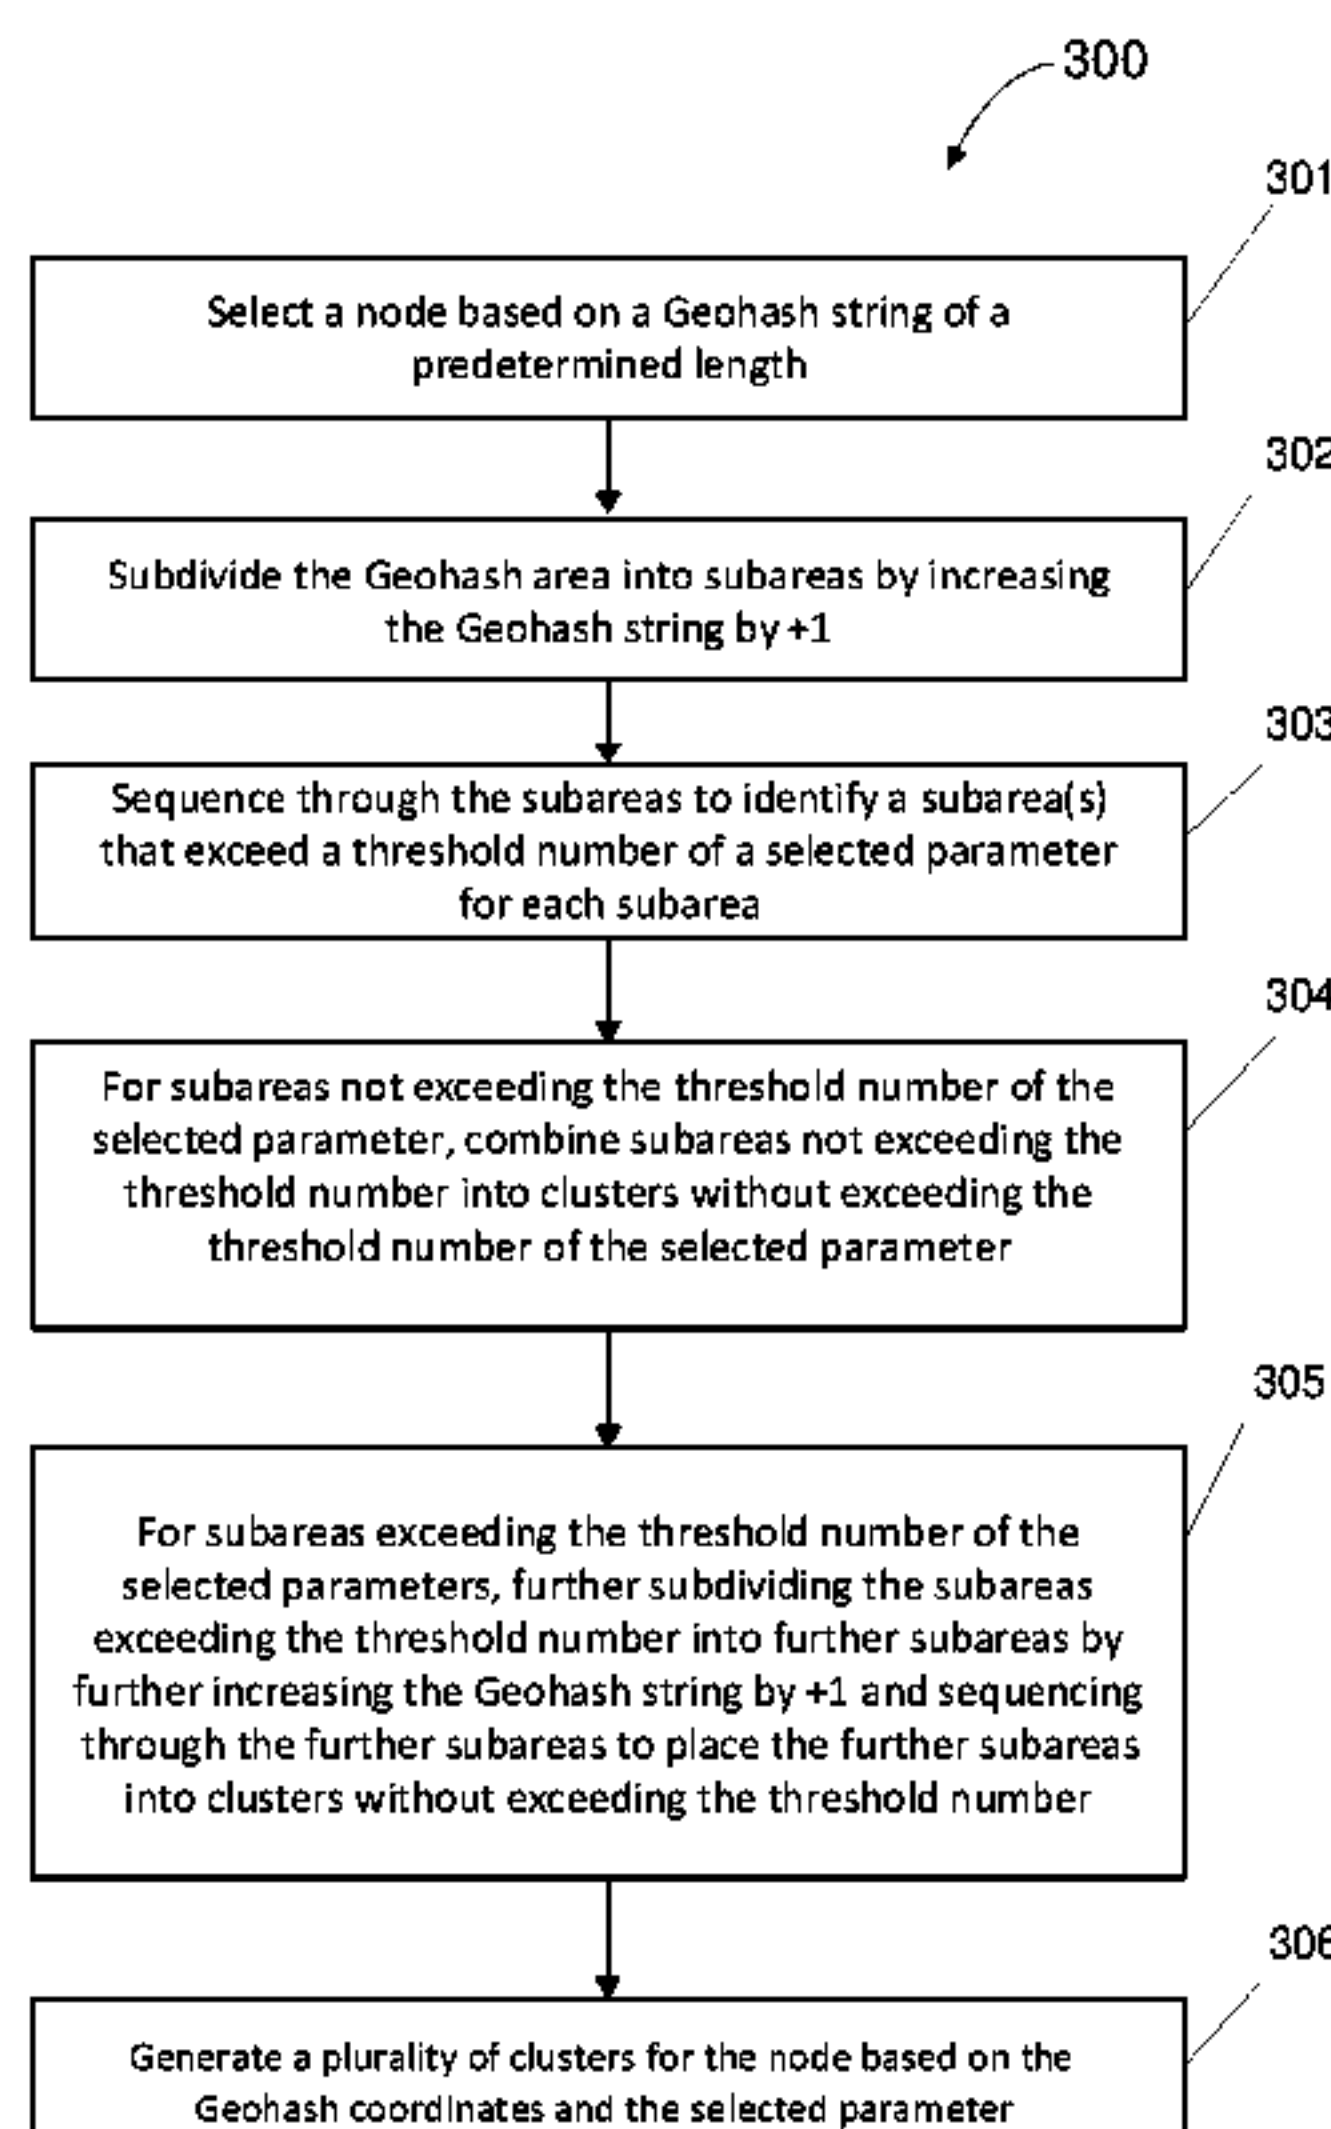 300
301
Select a node based on a Geohash string of a
predetermined length
302
Subdivide the Geohash area into subareas by increasing
the Geohash string by +1
303
Sequence through the subareas to identify a subarea(s)
that exceed a threshold number of a selected parameter
for each subarea
304
For subareas not exceeding the threshold number of the
selected parameter, combine subareas not exceeding the
threshold number into clusters without exceeding the
threshold number of the selected parameter
305
For subareas exceeding the threshold number of the
selected parameters, further subdividing the subareas
exceeding the threshold number into further subareas by
further increasing the Geohash string by +1 and sequencing
through the further subareas to place the further subareas
into clusters without exceeding the threshold number
306
Generate a plurality of clusters for the node based on the
Geohash coordinates and the selected parameter